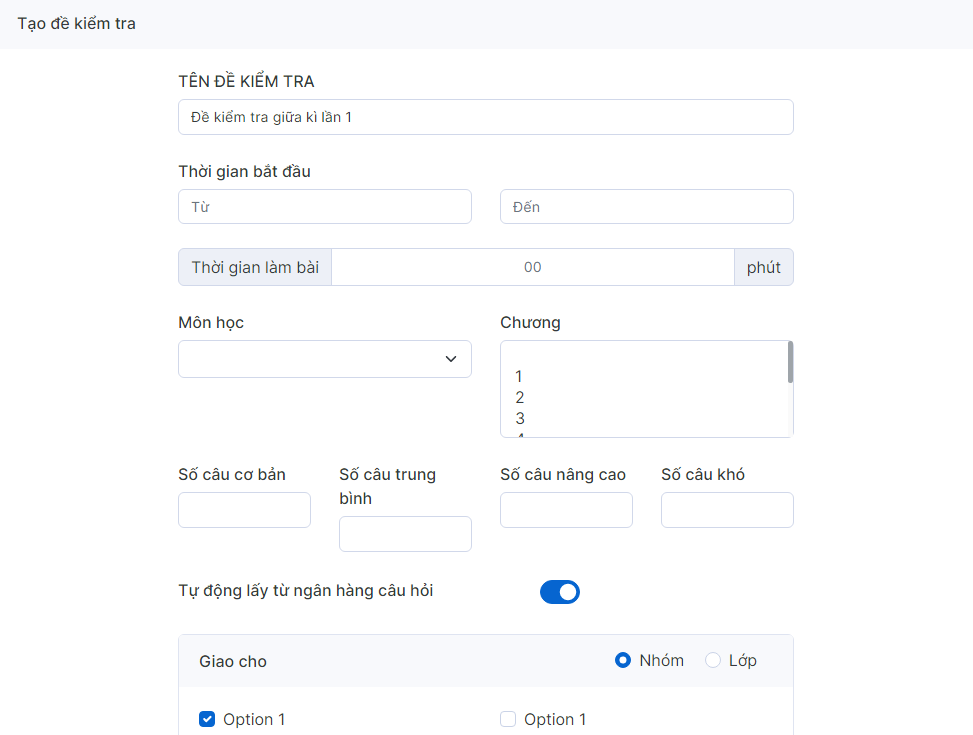 Tạo đề kiểm tra
TÊN ĐỀ KIỂM TRA
Đề kiểm tra giữa kì lần 1
Thời gian bắt đầu
Từ
Đến
Thời gian làm bài
00
phút
Môn học
Chương
1
2
3
Số câu cơ bản
Số câu trung
bình
Số câu nâng cao
Số câu khó
Tự động lấy từ ngân hàng câu hỏi
Giao cho
Nhóm
Lớp
Option 1
Option 1